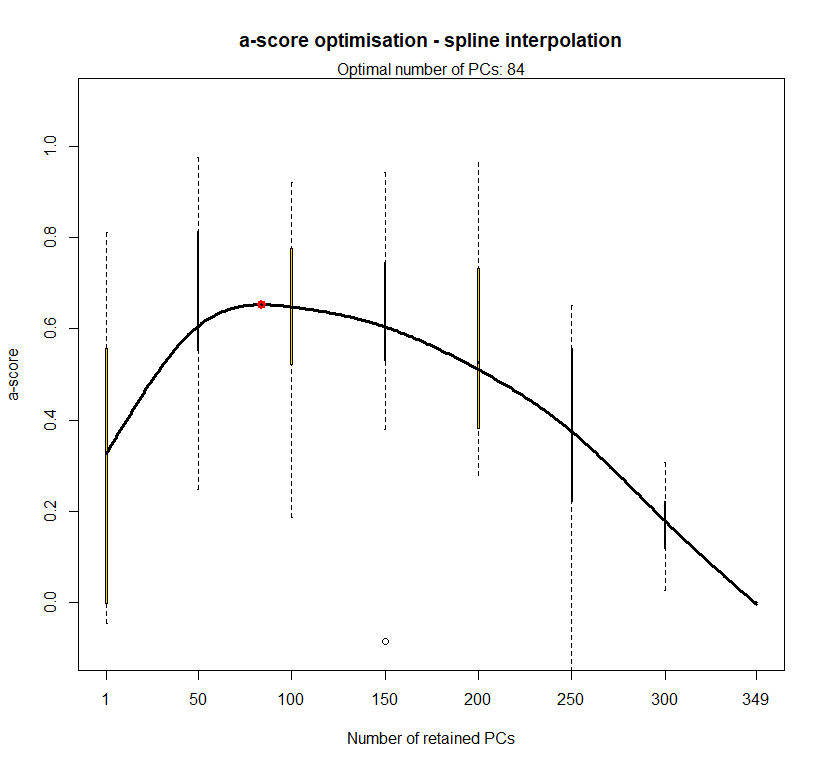 a-score optimisation - spline interpolation
Optimal number of PCs: 84
a-score
1.0
0.8
0.6
0.4
0.2
0.0
1 50 100 150 200 250 300 349
Number of retained PCs